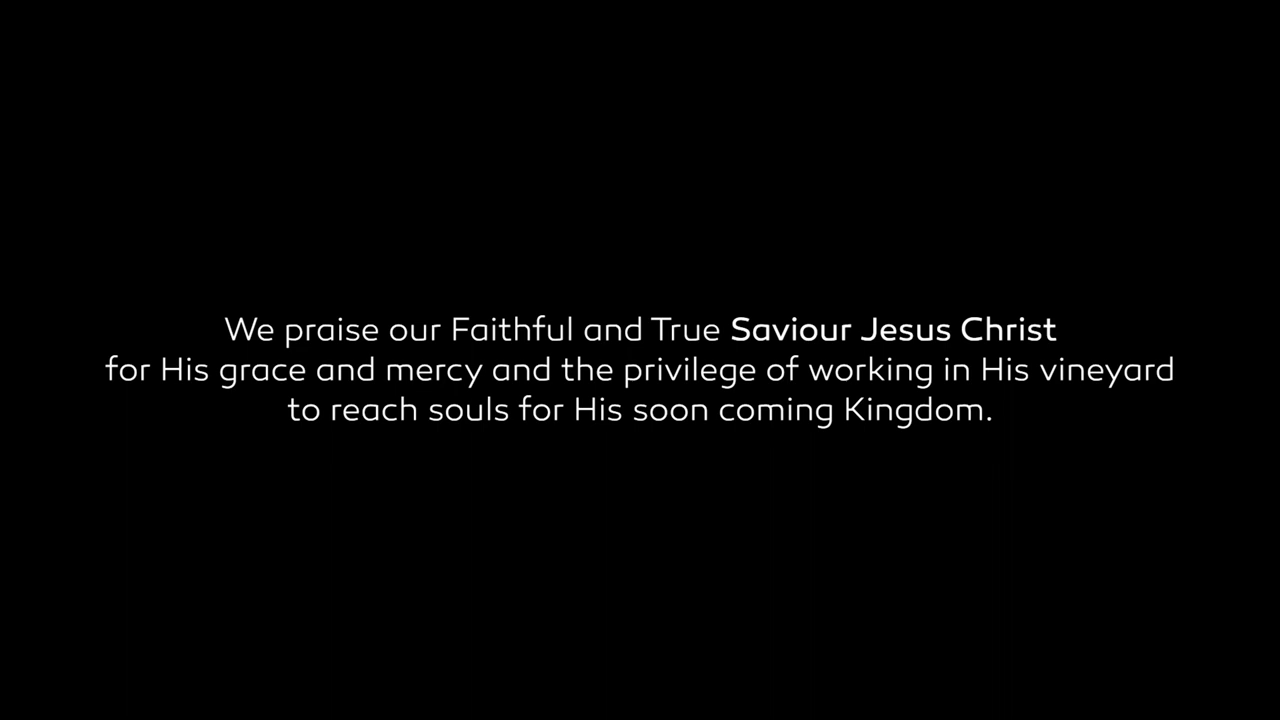 We praise our Faithful and True Saviour Jesus Christ
for His grace and mercy and the privilege of working in His vineyard
to reach souls for His soon coming Kingdom.